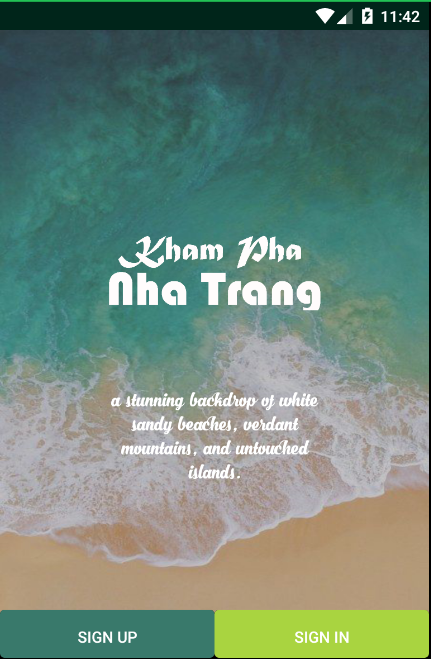 11:42
Kham Pha
Nha Trang
a stunning backdrop of white
sandy beaches, verdant
mountains, and untouched
islands.
SIGN UP
SIGN IN